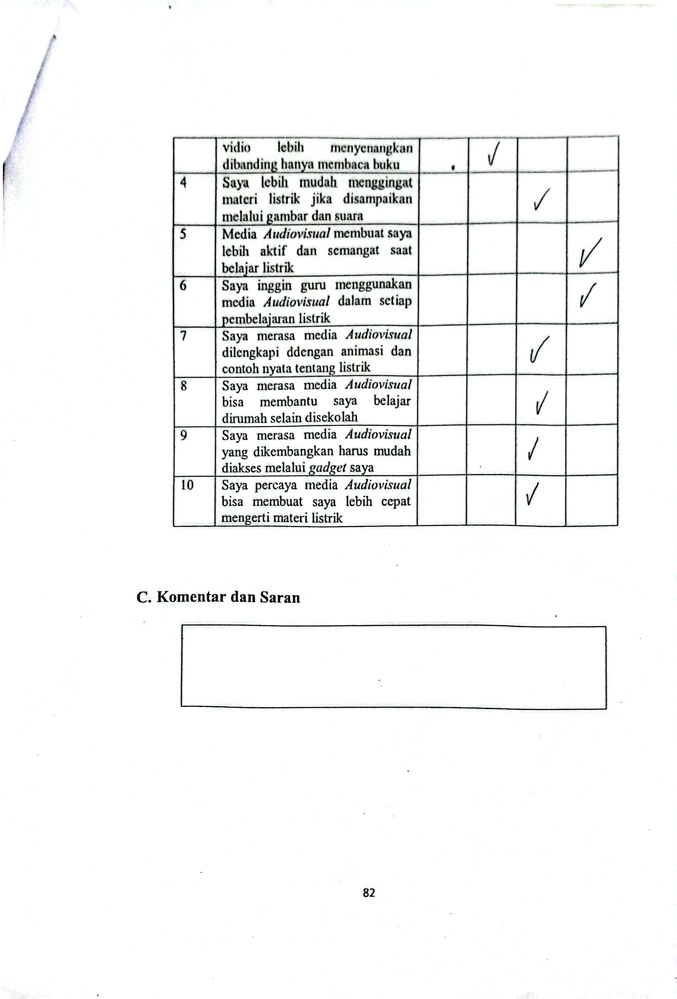 vidio lebih menyenangkan
dibanding hanya membaca buku
✓
4
Saya lebih mudah menggingat
materi listrik jika disampaikan
melalui gambar dan suara
✓
5
Media Audiovisual membuat saya
lebih aktif dan semangat saat
belajar listrik
✓
6
Saya inggin guru menggunakan
media Audiovisual dalam setiap
pembelajaran listrik
✓
7
Saya merasa media Audiovisual
dilengkapi ddengan animasi dan
contoh nyata tentang listrik
✓
8
Saya merasa media Audiovisual
bisa membantu saya belajar
dirumah selain disekolah
✓
9
Saya merasa media Audiovisual
yang dikembangkan harus mudah
diakses melalui gadget saya
✓
10
Saya percaya media Audiovisual
bisa membuat saya lebih cepat
mengerti materi listrik
✓
C. Komentar dan Saran
82